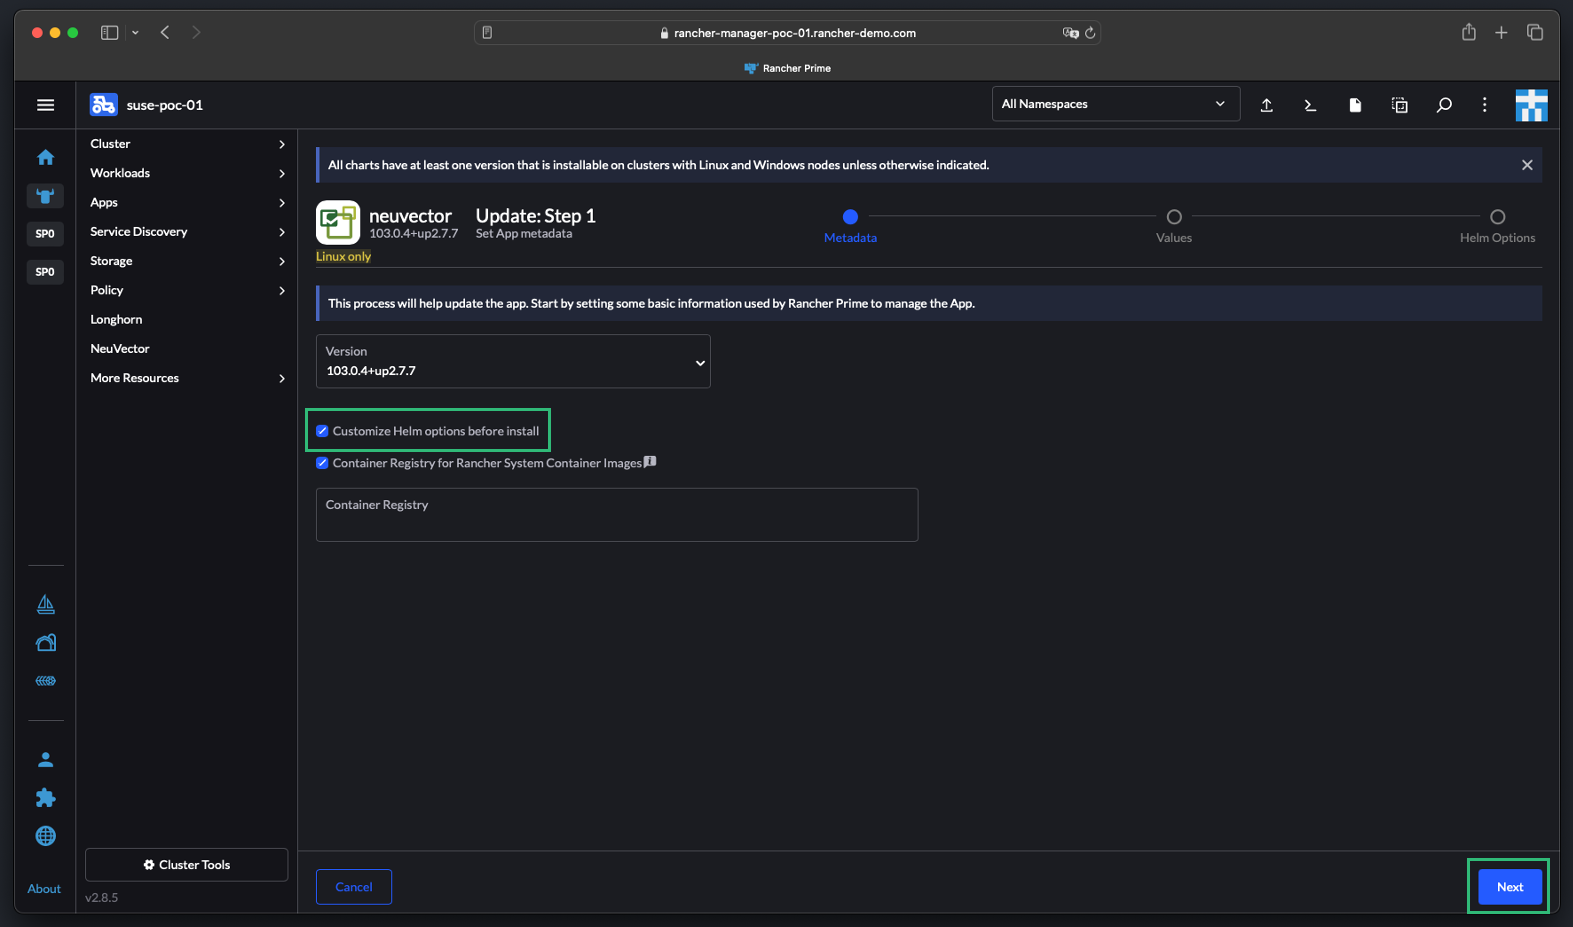 rancher-manager-poc-01.rancher-demo.com
Rancher Prime
suse-poc-01
All Namespaces
SP0
SP0
About
Cluster
Workloads
Apps
Service Discovery
Storage
Policy
Longhorn
NeuVector
More Resources
Cluster Tools
v2.8.5
All charts have at least one version that is installable on clusters with Linux and Windows nodes unless otherwise indicated.
neuvector
103.0.4+up2.7.7
Linux only
Update: Step 1
Set App metadata
Metadata
Values
Helm Options
This process will help update the app. Start by setting some basic information used by Rancher Prime to manage the App.
Version
103.0.4+up2.7.7
Customize Helm options before install
Container Registry for Rancher System Container Images
Container Registry
Cancel
Next